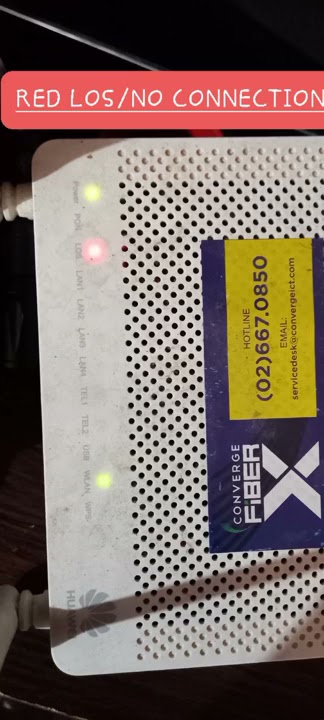 RED LOS/NO CONNECTION
Power
PON
LOS
LAN1
LAN2
LAN3
LAN4
TEL1
TEL2
USB
WLAN
WPS
HUAWEI
HOTLINE
(02)667.0850
EMAIL:
servicedesk@convergeict.com
CONVERGE
FiBER
X